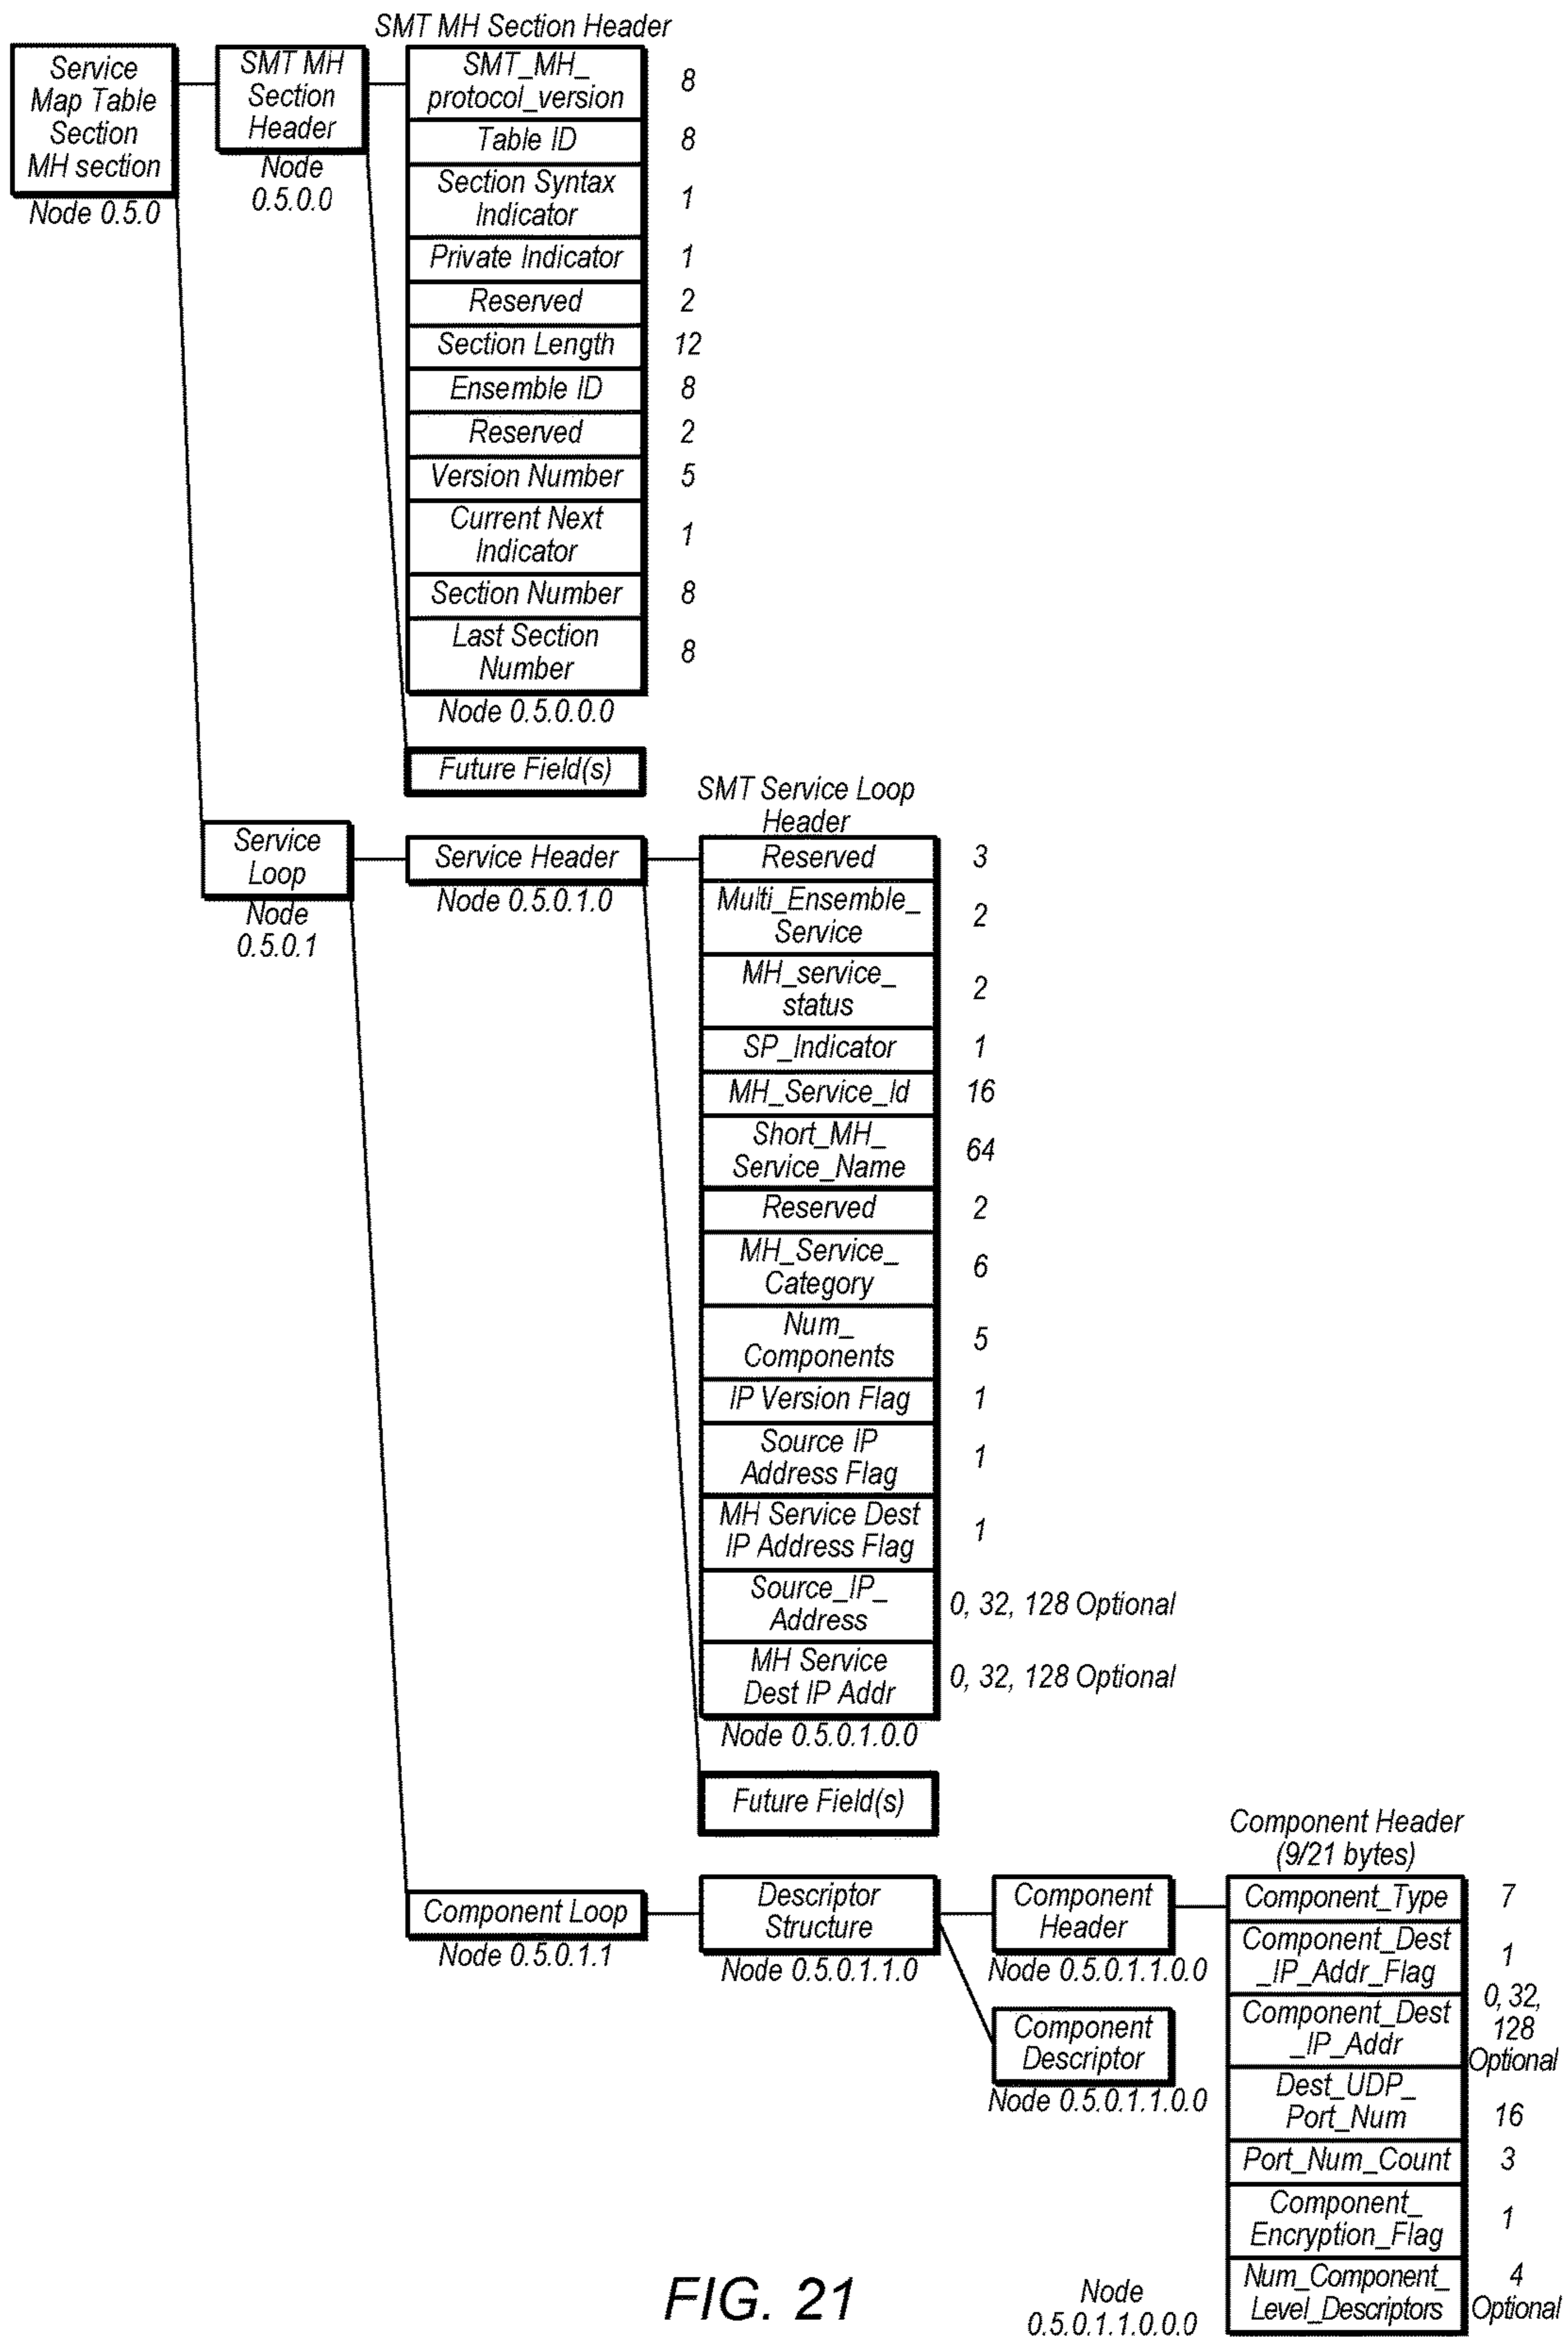 SMT MH Section Header
Service
Map Table
Section
MH section
Node 0.5.0
SMT MH
Section
Header
Node
0.5.0.0
SMT_MH_
protocol_version
8
Table ID
8
Section Syntax
Indicator
1
Private Indicator
1
Reserved
2
Section Length
12
Ensemble ID
8
Reserved
2
Version Number
5
Current Next
Indicator
1
Section Number
8
Last Section
Number
8
Node 0.5.0.0.0
Future Field(s)
Service
Loop
Node
0.5.0.1
Service Header
Node 0.5.0.1.0
SMT Service Loop
Header
Reserved
3
Multi_Ensemble_
Service
2
MH_service_
status
2
SP_Indicator
1
MH_Service_Id
16
Short_MH_
Service_Name
64
Reserved
2
MH_Service_
Category
6
Num_
Components
5
IP Version Flag
1
Source IP
Address Flag
1
MH Service Dest
IP Address Flag
1
Source_IP_
Address
0, 32, 128 Optional
MH Service
Dest IP Addr
0, 32, 128 Optional
Node 0.5.0.1.0.0
Future Field(s)
Component Loop
Node 0.5.0.1.1
Descriptor
Structure
Node 0.5.0.1.1.0
Component
Header
Node 0.5.0.1.1.0.0
Component
Descriptor
Node 0.5.0.1.1.0.0
Component Header
(9/21 bytes)
Component_Type
7
Component_Dest
_IP_Addr_Flag
1
Component_Dest
_IP_Addr
0, 32,
128
Optional
Dest_UDP_
Port_Num
16
Port_Num_Count
3
Component_
Encryption_Flag
1
Num_Component_
Level_Descriptors
4
Optional
Node
0.5.0.1.1.0.0.0
FIG. 21